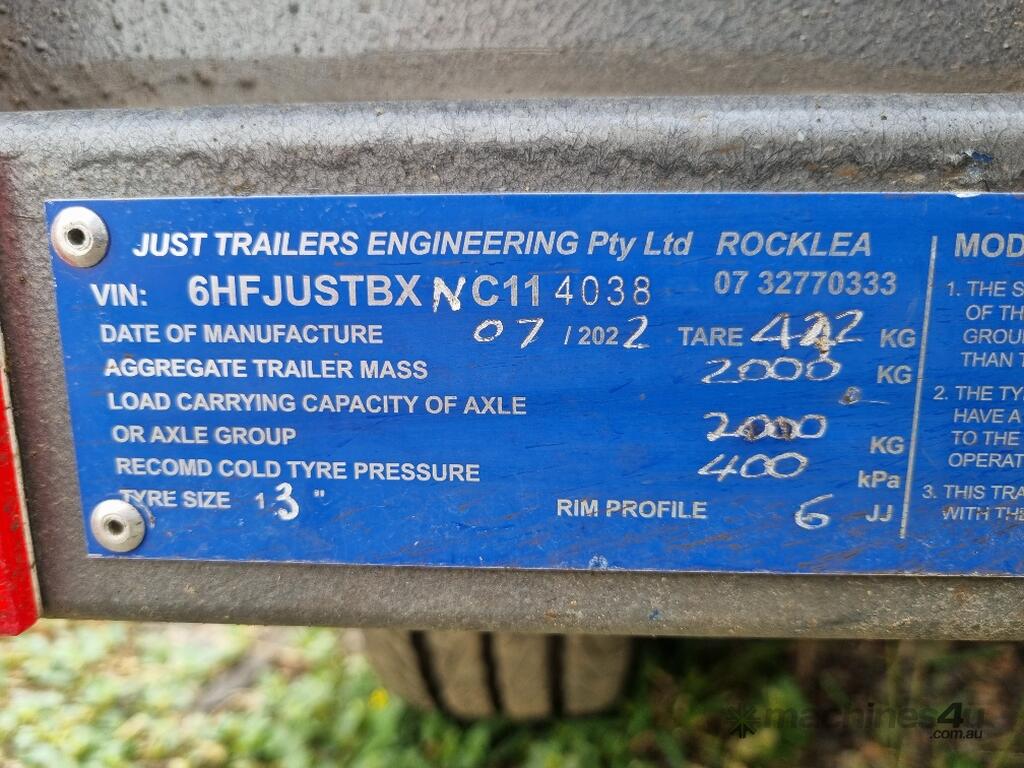 JUST TRAILERS ENGINEERING Pty Ltd ROCKLEA
VIN: 6HFJUSTBXNC114038 07 32770333
DATE OF MANUFACTURE 07 / 2022 TARE 422 KG
AGGREGATE TRAILER MASS 2000 KG
LOAD CARRYING CAPACITY OF AXLE
OR AXLE GROUP 2000 KG
RECOMD COLD TYRE PRESSURE 400 kPa
TYRE SIZE 13 " RIM PROFILE 6 JJ
MOD
1. THE S
OF TH
GROU
THAN T
2. THE TY
HAVE A
TO THE
OPERAT
3. THIS TRA
WITH THE
machines4u
.com.au